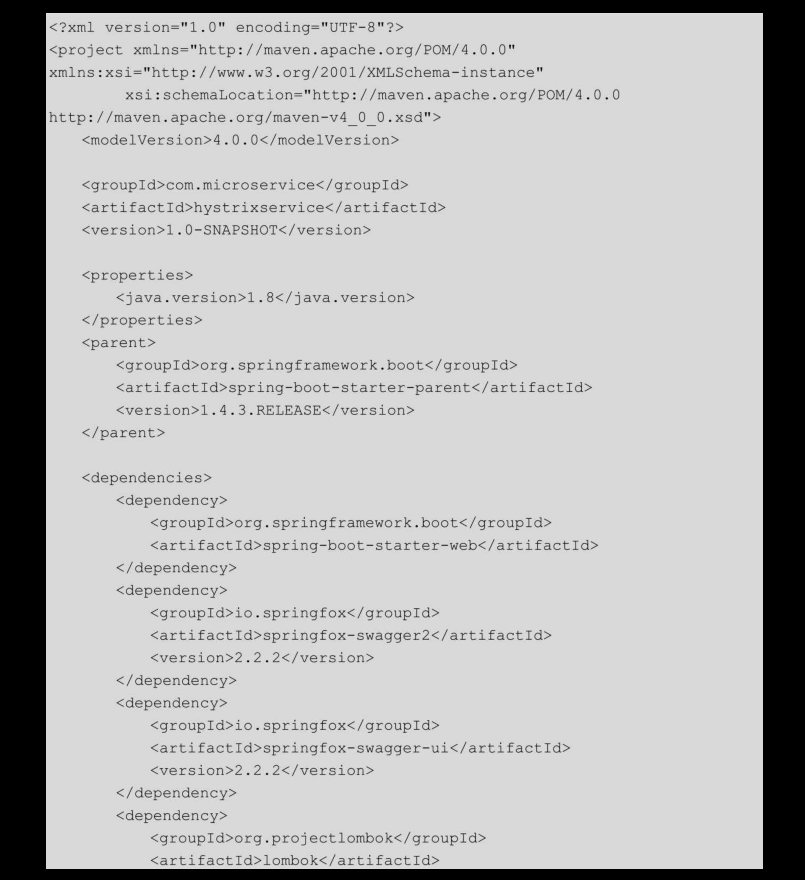 <?xml version="1.0" encoding="UTF-8"?>
<project xmlns="http://maven.apache.org/POM/4.0.0"
xmlns:xsi="http://www.w3.org/2001/XMLSchema-instance"
xsi:schemaLocation="http://maven.apache.org/POM/4.0.0
http://maven.apache.org/maven-v4_0_0.xsd">
<modelVersion>4.0.0</modelVersion>
<groupId>com.microservice</groupId>
<artifactId>hystrixservice</artifactId>
<version>1.0-SNAPSHOT</version>
<properties>
<java.version>1.8</java.version>
</properties>
<parent>
<groupId>org.springframework.boot</groupId>
<artifactId>spring-boot-starter-parent</artifactId>
<version>1.4.3.RELEASE</version>
</parent>
<dependencies>
<dependency>
<groupId>org.springframework.boot</groupId>
<artifactId>spring-boot-starter-web</artifactId>
</dependency>
<dependency>
<groupId>io.springfox</groupId>
<artifactId>springfox-swagger2</artifactId>
<version>2.2.2</version>
</dependency>
<dependency>
<groupId>io.springfox</groupId>
<artifactId>springfox-swagger-ui</artifactId>
<version>2.2.2</version>
</dependency>
<dependency>
<groupId>org.projectlombok</groupId>
<artifactId>lombok</artifactId>